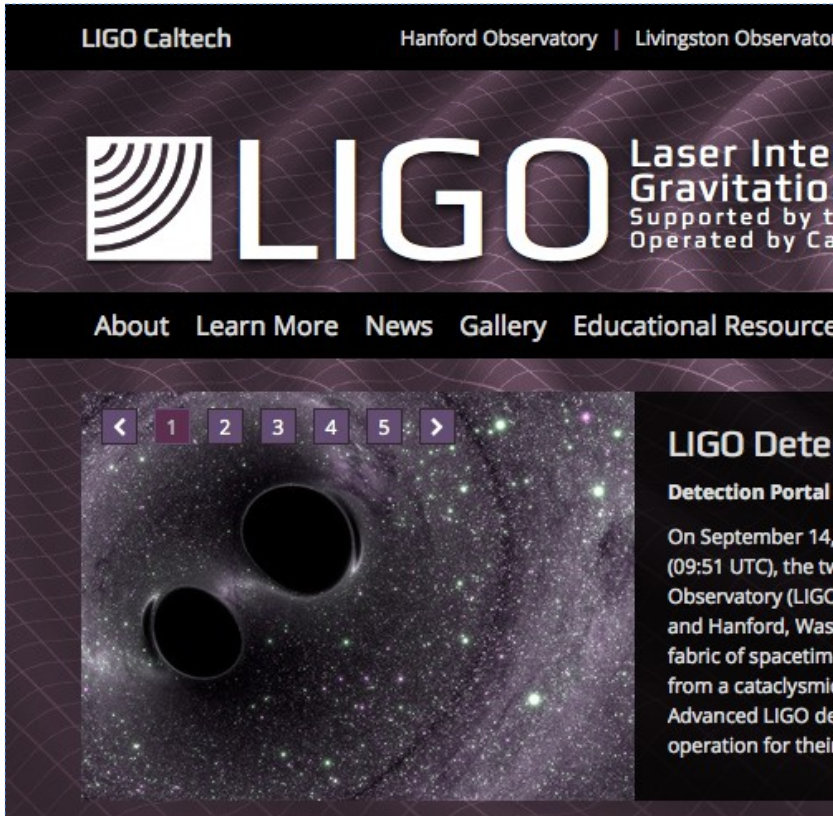 LIGO Caltech
Hanford Observatory | Livingston Observator
LIGO
Laser Inte
Gravitatio
Supported by t
Operated by Ca
About Learn More News Gallery Educational Resource
1 2 3 4 5
LIGO Dete
Detection Portal
On September 14,
(09:51 UTC), the tw
Observatory (LIGO
and Hanford, Was
fabric of spacetim
from a cataclysmic
Advanced LIGO de
operation for their